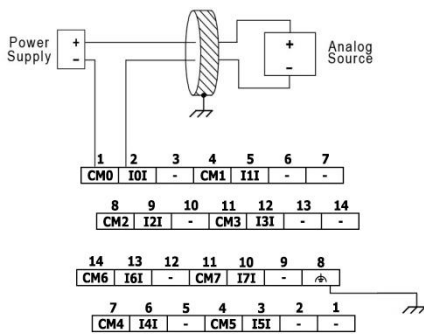 Power Supply
+
−
+
−
Analog Source
1 2 3 4 5 6 7
CM0 I0I - CM1 I1I - -
8 9 10 11 12 13 14
CM2 I2I - CM3 I3I - -
14 13 12 11 10 9 8
CM6 I6I - CM7 I7I -
7 6 5 4 3 2 1
CM4 I4I - CM5 I5I - -